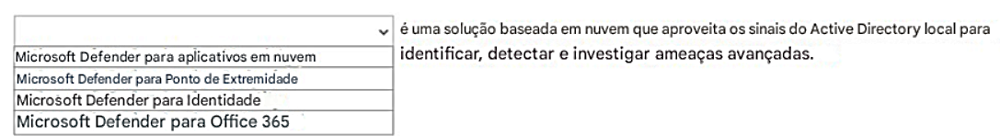 é uma solução baseada em nuvem que aproveita os sinais do Active Directory local para
Microsoft Defender para aplicativos em nuvem
identificar, detectar e investigar ameaças avançadas.
Microsoft Defender para Ponto de Extremidade
Microsoft Defender para Identidade
Microsoft Defender para Office 365